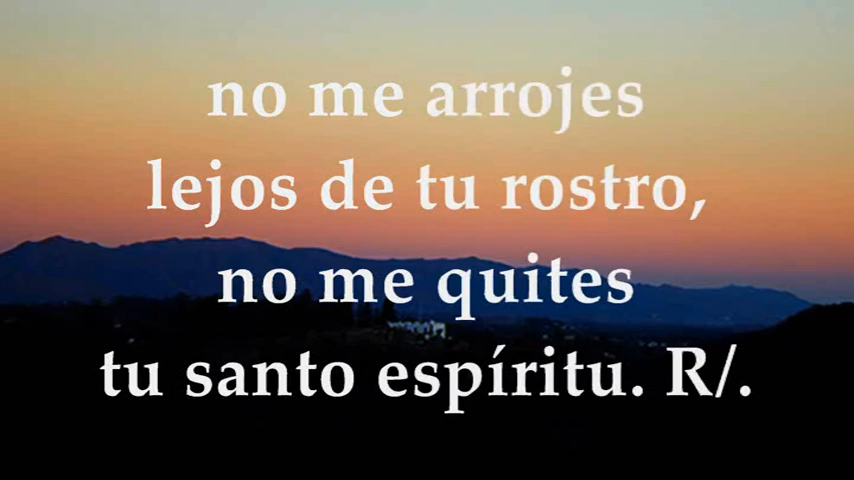 no me arrojes
lejos de tu rostro,
no me quites
tu santo espíritu. R/.